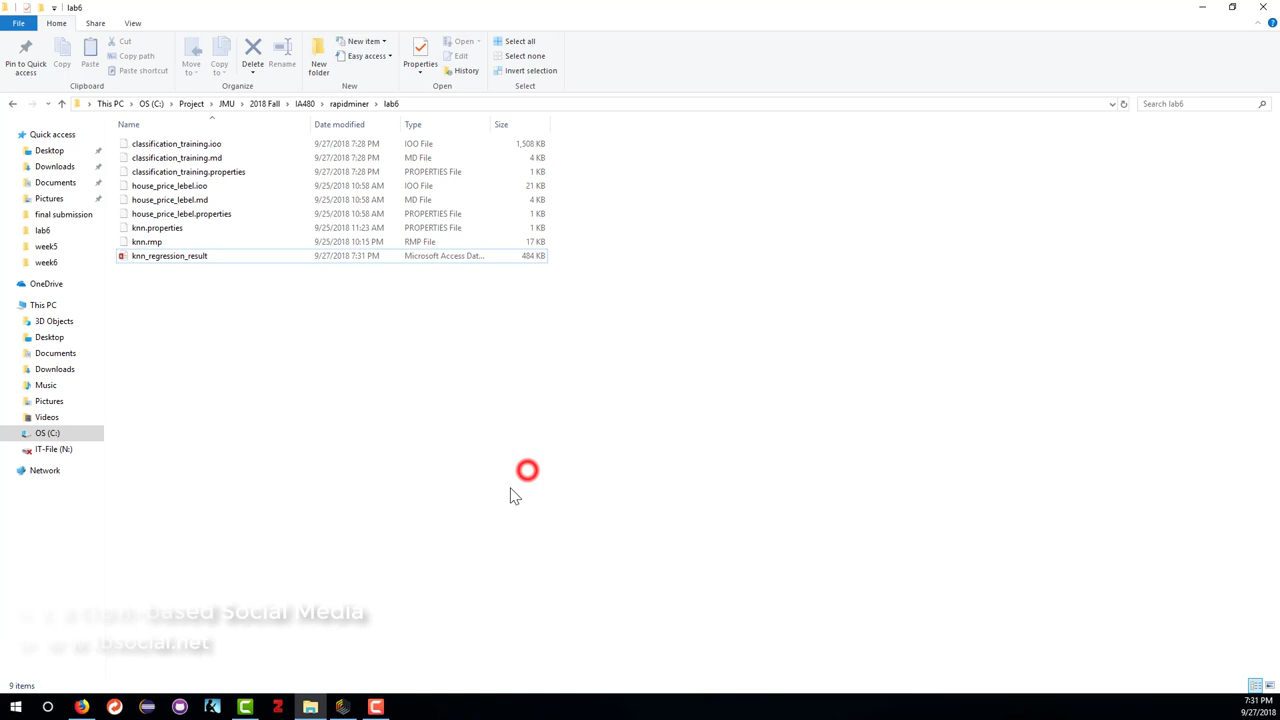 lab6
File
Home
Share
View
Pin to Quick access
Copy
Paste
Cut
Copy path
Paste shortcut
Move to
Copy to
Delete
Rename
New folder
New item
Easy access
Properties
Open
Edit
History
Select all
Select none
Invert selection
Clipboard
Organize
New
Open
Select
This PC
OS (C:)
Project
JMU
2018 Fall
IA480
rapidminer
lab6
Search lab6
Name
Date modified
Type
Size
classification_training.ioo 9/27/2018 7:28 PM IOO File 1,508 KB
classification_training.md 9/27/2018 7:28 PM MD File 4 KB
classification_training.properties 9/27/2018 7:28 PM PROPERTIES File 1 KB
house_price_lebel.ioo 9/25/2018 10:58 AM IOO File 21 KB
house_price_lebel.md 9/25/2018 10:58 AM MD File 4 KB
house_price_lebel.properties 9/25/2018 10:58 AM PROPERTIES File 1 KB
knn.properties 9/25/2018 11:23 AM PROPERTIES File 1 KB
knn.rmp 9/25/2018 10:15 PM RMP File 17 KB
knn_regression_result 9/27/2018 7:31 PM Microsoft Access Dat... 484 KB
Quick access
Desktop
Downloads
Documents
Pictures
final submission
lab6
week5
week6
OneDrive
This PC
3D Objects
Desktop
Documents
Downloads
Music
Pictures
Videos
OS (C:)
IT-File (N:)
Network
Social Media
9 items
7:31 PM
9/27/2018